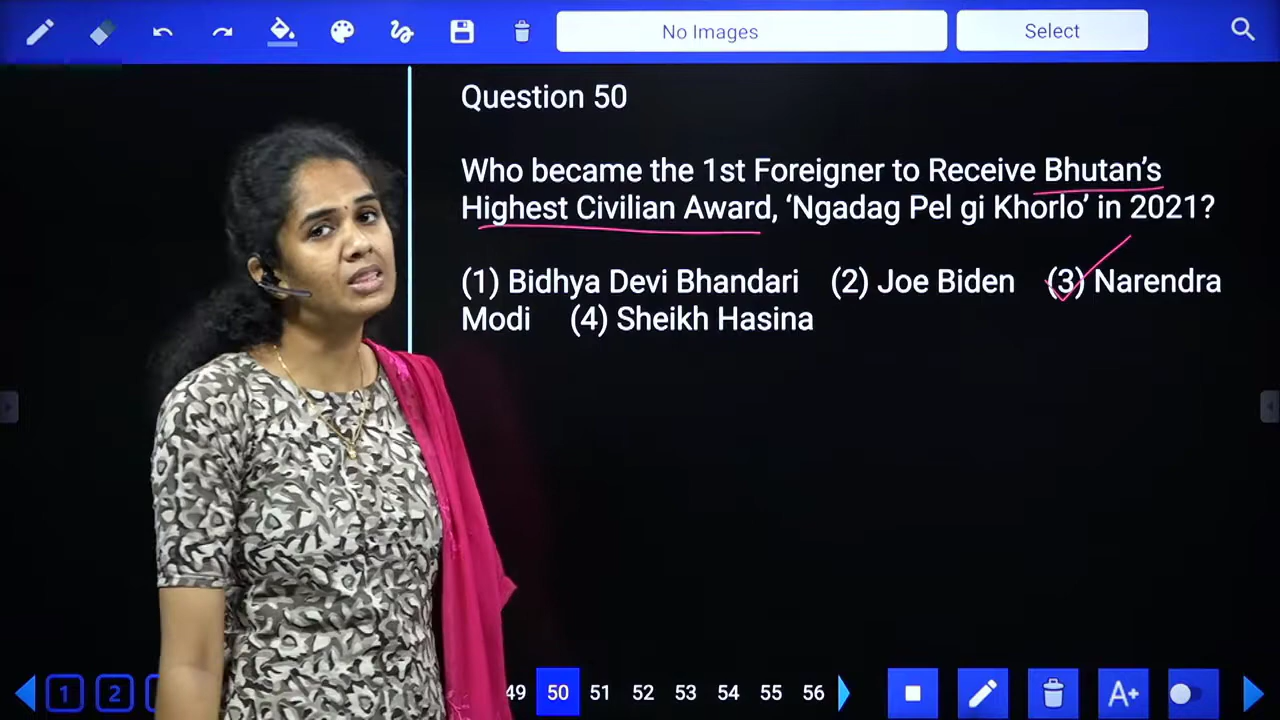 No Images
Select
Question 50
Who became the 1st Foreigner to Receive Bhutan's
Highest Civilian Award, 'Ngadag Pel gi Khorlo' in 2021?
(1) Bidhya Devi Bhandari (2) Joe Biden (3) Narendra
Modi (4) Sheikh Hasina
1 2 49 50 51 52 53 54 55 56 A+